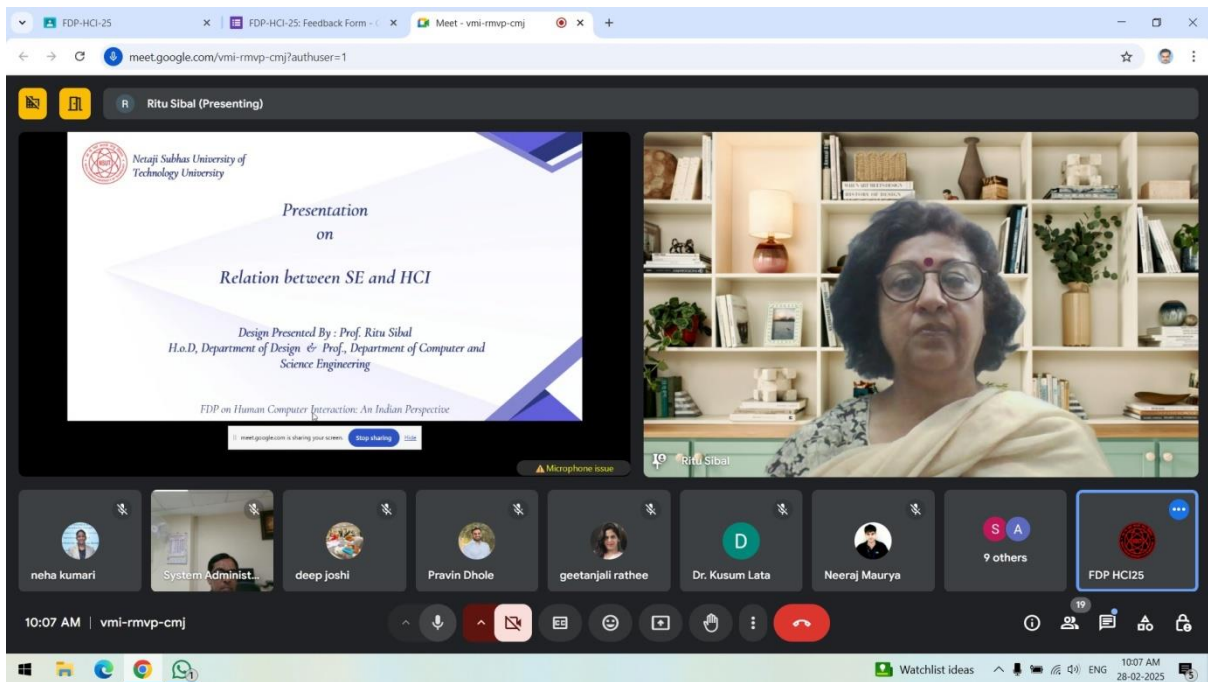 FDP-HCI-25
FDP-HCI-25: Feedback Form -
Meet - vmi-rmvp-cmj
meet.google.com/vmi-rmvp-cmj?authuser=1
R Ritu Sibal (Presenting)
NSUT
Netaji Subhas University of
Technology University
Presentation
on
Relation between SE and HCI
Design Presented By : Prof. Ritu Sibal
H.o.D, Department of Design & Prof., Department of Computer and
Science Engineering
FDP on Human Computer Interaction: An Indian Perspective
meet.google.com is sharing your screen. Stop sharing Hide
Microphone issue
Ritu Sibal
neha kumari
System Administ...
deep joshi
Pravin Dhole
geetanjali rathee
D
Dr. Kusum Lata
Neeraj Maurya
S A
9 others
FDP HCI25
10:07 AM | vmi-rmvp-cmj
19
Watchlist ideas
ENG
10:07 AM
28-02-2025
5